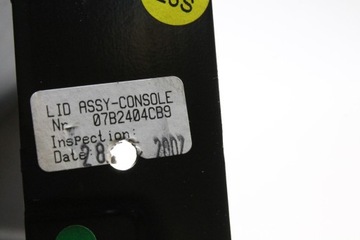 LID ASSY-CONSOLE
Nr. 07B2404CB9
Inspection:
Date: 28 2007